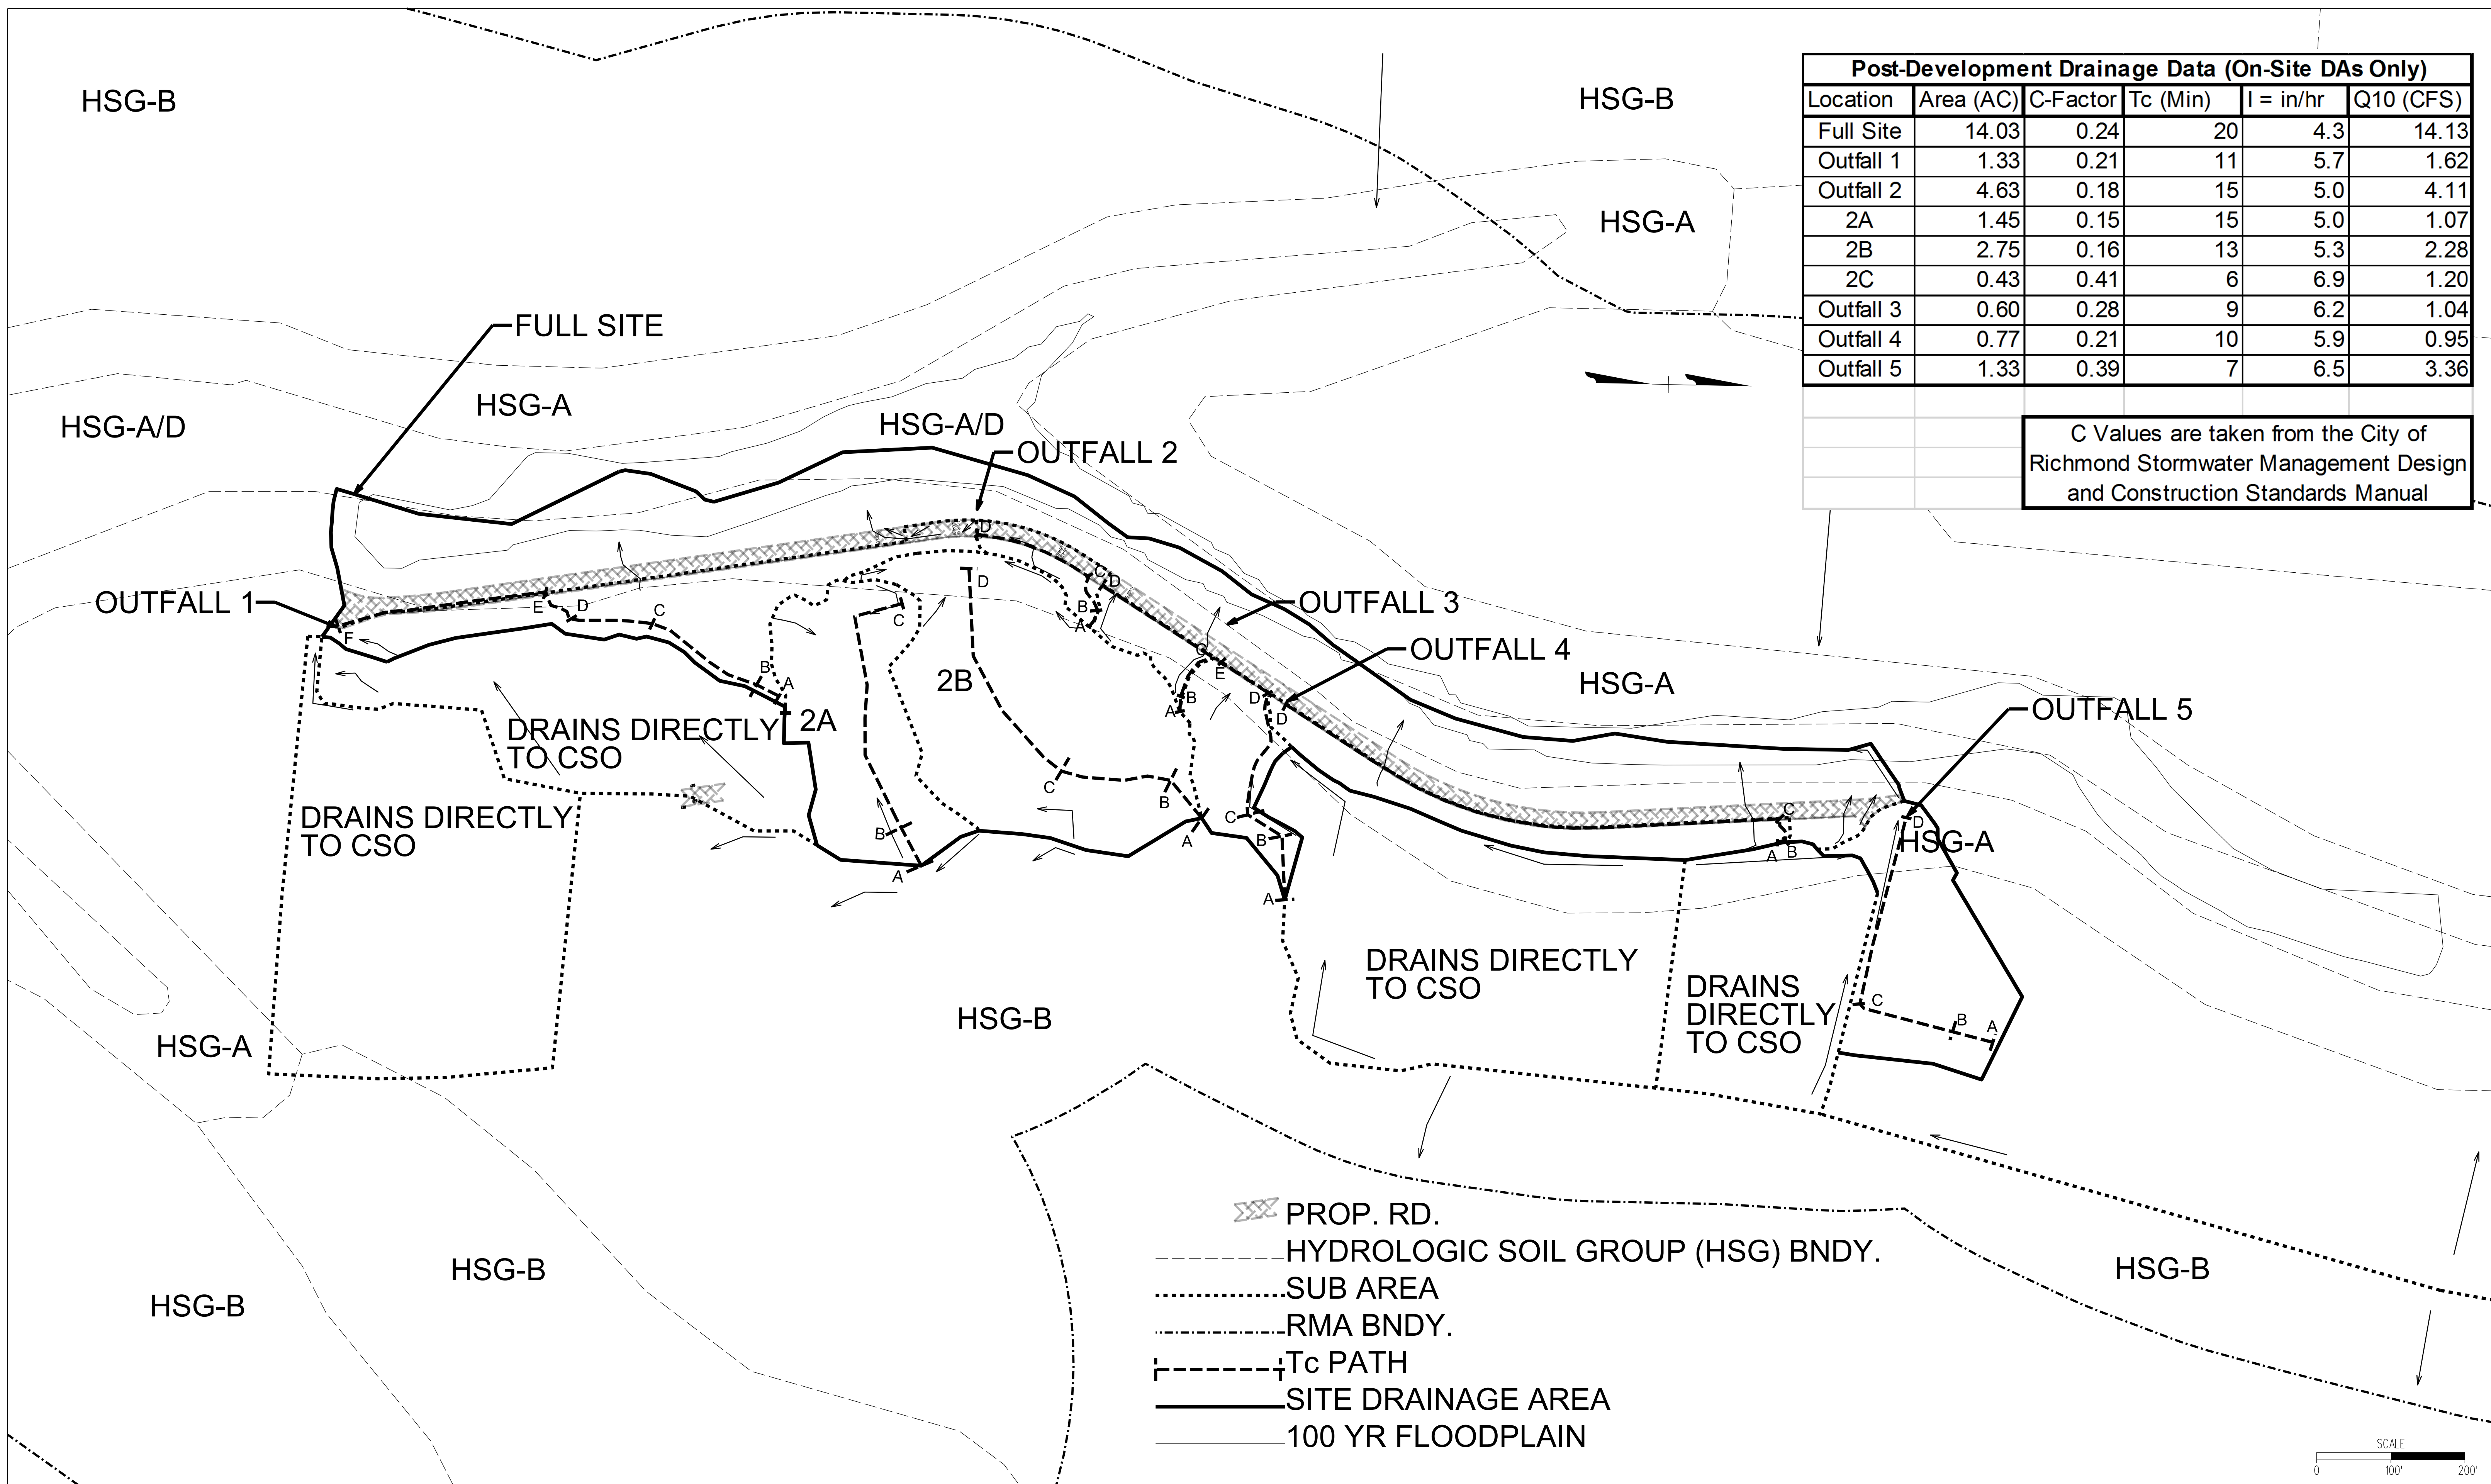 HSG-B
HSG-B
Post-Development Drainage Data (On-Site DAs Only)
Location Area (AC) C-Factor Tc (Min) I = in/hr Q10 (CFS)
Full Site 14.03 0.24 20 4.3 14.13
Outfall 1 1.33 0.21 11 5.7 1.62
Outfall 2 4.63 0.18 15 5.0 4.11
2A 1.45 0.15 15 5.0 1.07
2B 2.75 0.16 13 5.3 2.28
2C 0.43 0.41 6 6.9 1.20
Outfall 3 0.60 0.28 9 6.2 1.04
Outfall 4 0.77 0.21 10 5.9 0.95
Outfall 5 1.33 0.39 7 6.5 3.36
C Values are taken from the City of
Richmond Stormwater Management Design
and Construction Standards Manual
HSG-A
FULL SITE
HSG-A
HSG-A/D
HSG-A/D
OUTFALL 2
D
OUTFALL 1
E
D
C
F
B
A
D
C
C
D
B
A
OUTFALL 3
OUTFALL 4
C
E
B
A
D
D
HSG-A
OUTFALL 5
2B
2A
DRAINS DIRECTLY
TO CSO
DRAINS DIRECTLY
TO CSO
C
B
A
B
A
C
B
A
C
A
B
D
HSG-A
DRAINS DIRECTLY
TO CSO
DRAINS
DIRECTLY
TO CSO
C
B
A
HSG-B
HSG-A
HSG-B
HSG-B
HSG-B
PROP. RD.
HYDROLOGIC SOIL GROUP (HSG) BNDY.
SUB AREA
RMA BNDY.
Tc PATH
SITE DRAINAGE AREA
100 YR FLOODPLAIN
SCALE
0 100' 200'